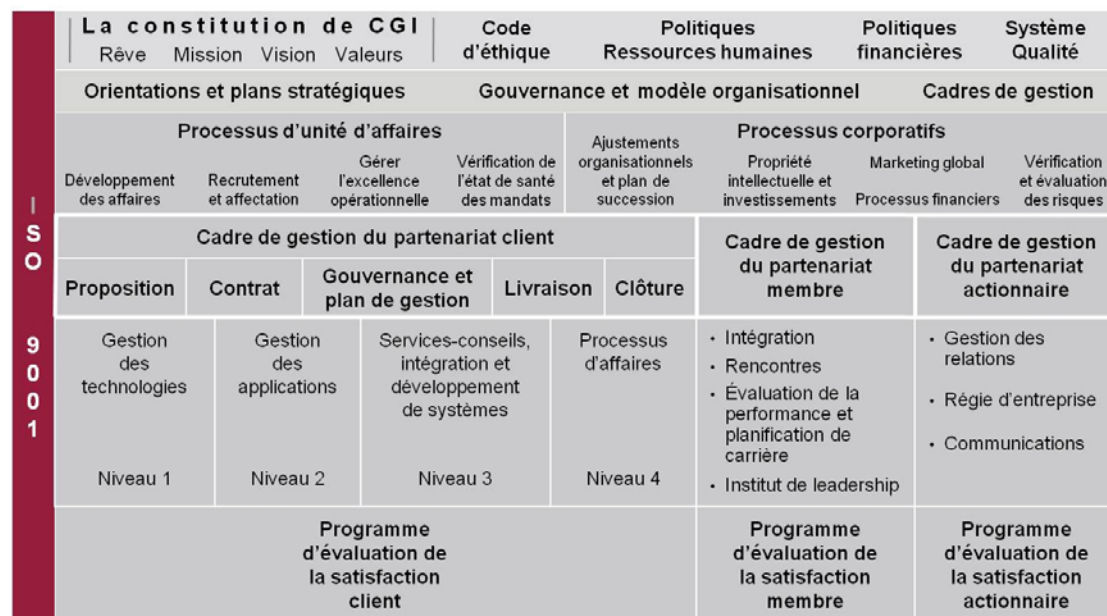 ISO 9001
La constitution de CGI
Rêve Mission Vision Valeurs
Code
d'éthique
Politiques
Ressources humaines
Politiques
financières
Système
Qualité
Orientations et plans stratégiques
Gouvernance et modèle organisationnel
Cadres de gestion
Processus d'unité d'affaires
Développement
des affaires
Recrutement
et affectation
Gérer
l'excellence
opérationnelle
Vérification de
l'état de santé
des mandats
Processus corporatifs
Ajustements
organisationnels
et plan de
succession
Propriété
intellectuelle et
investissements
Marketing global
Processus financiers
Vérification
et évaluation
des risques
Cadre de gestion du partenariat client
Proposition
Contrat
Gouvernance et
plan de gestion
Livraison
Clôture
Cadre de gestion
du partenariat
membre
Cadre de gestion
du partenariat
actionnaire
Gestion
des
technologies
Niveau 1
Gestion
des
applications
Niveau 2
Services-conseils,
intégration et
développement
de systèmes
Niveau 3
Processus
d'affaires
Niveau 4
• Intégration
• Rencontres
• Évaluation de la
performance et
planification de
carrière
• Institut de leadership
• Gestion des
relations
• Régie d'entreprise
• Communications
Programme
d'évaluation de
la satisfaction
client
Programme
d'évaluation de
la satisfaction
membre
Programme
d'évaluation de
la satisfaction
actionnaire